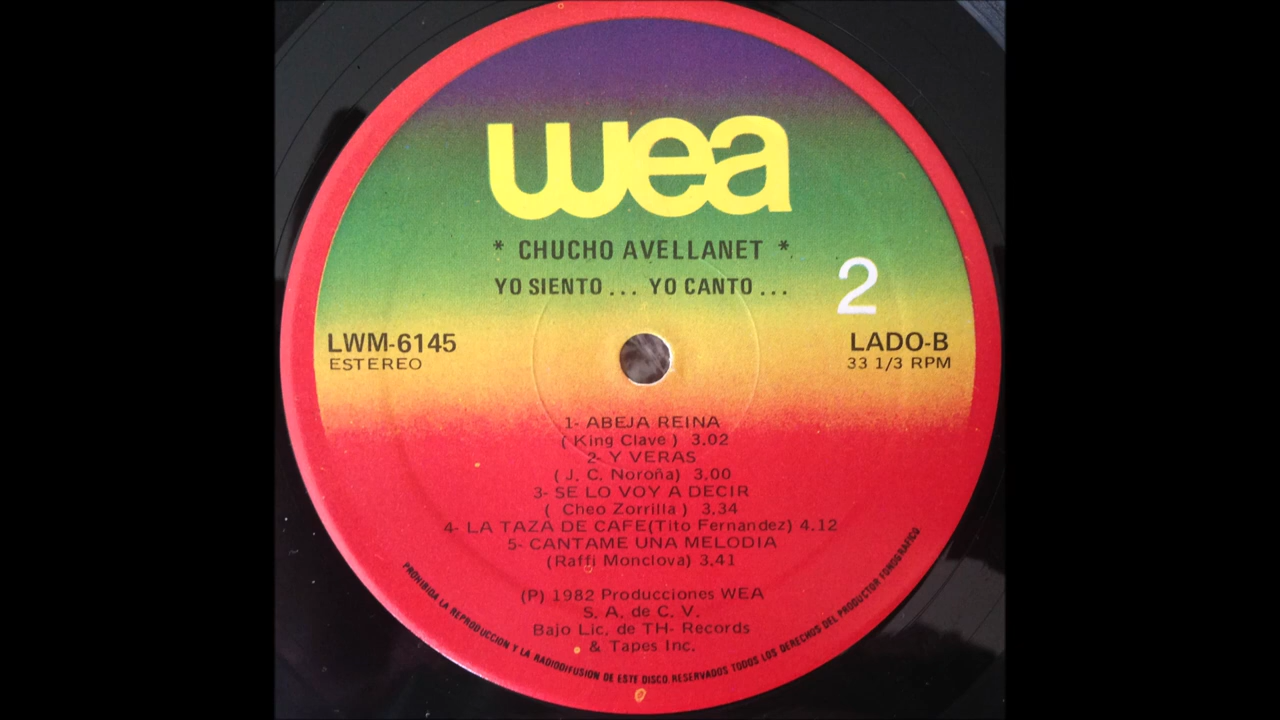 wea
* CHUCHO AVELLANET *
YO SIENTO... YO CANTO...
2
LWM-6145
ESTEREO
LADO-B
33 1/3 RPM
1- ABEJA REINA
( King Clave ) 3.02
2- Y VERAS
( J. C. Noroña) 3.00
3- SE LO VOY A DECIR
( Cheo Zorrilla ) 3.34
4- LA TAZA DE CAFE(Tito Fernandez) 4.12
5- CANTAME UNA MELODIA
(Raffi Monclova) 3.41
(P) 1982 Producciones WEA
S. A. de C. V.
Bajo Lic. de TH- Records
& Tapes Inc.
PROHIBIDA LA REPRODUCCION Y LA RADIODIFUSION DE ESTE DISCO RESERVADOS TODOS LOS DERECHOS DEL PRODUCTOR FONOGRAFICO.